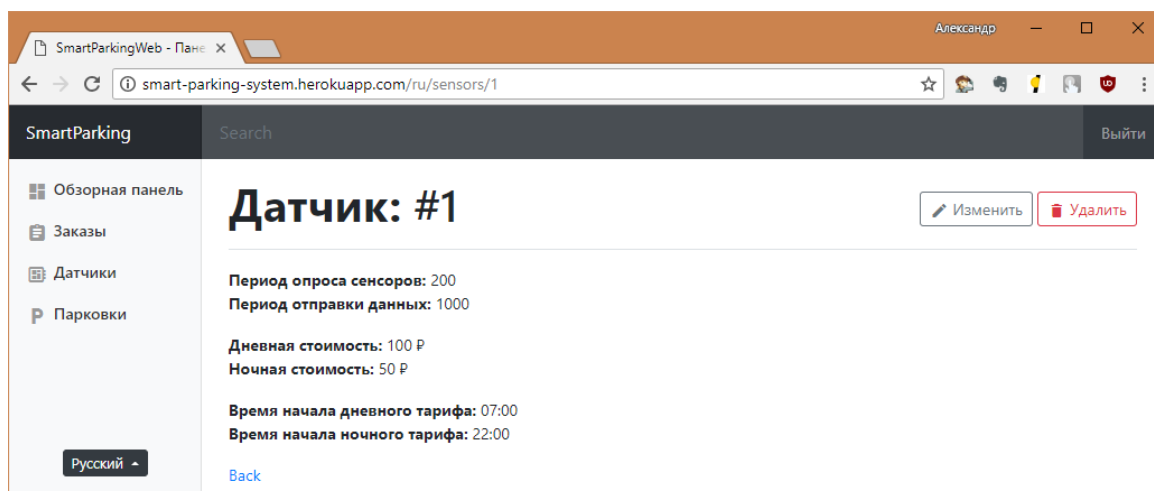 Александр
SmartParkingWeb - Пане
smart-parking-system.herokuapp.com/ru/sensors/1
SmartParking
Search
Выйти
Обзорная панель
Заказы
Датчики
Парковки
Русский
Датчик: #1
Изменить
Удалить
Период опроса сенсоров: 200
Период отправки данных: 1000
Дневная стоимость: 100 ₽
Ночная стоимость: 50 ₽
Время начала дневного тарифа: 07:00
Время начала ночного тарифа: 22:00
Back